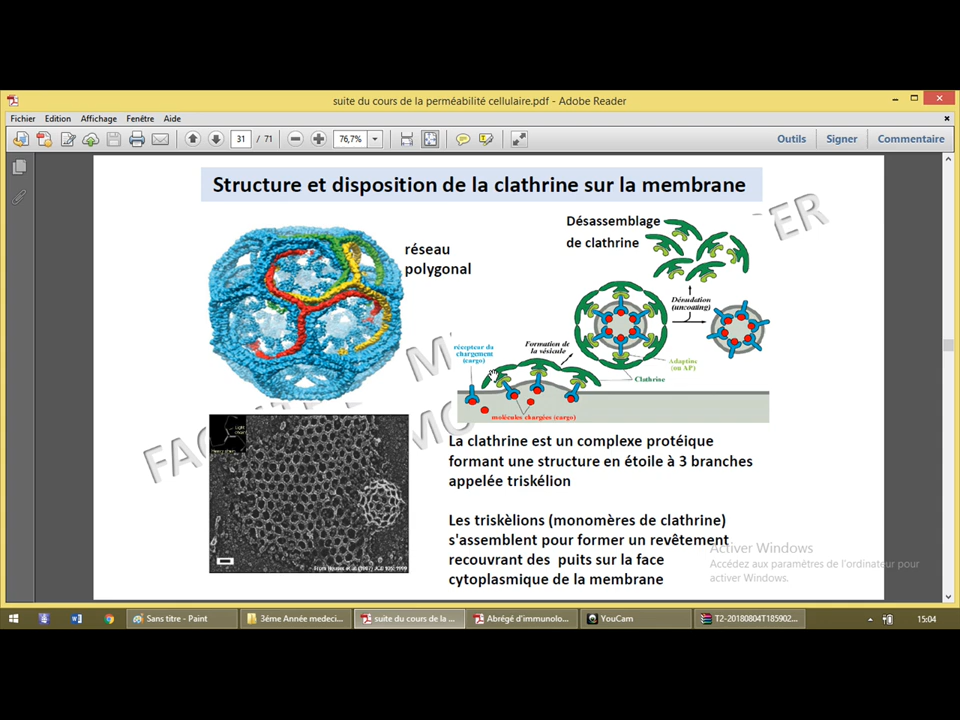 suite du cours de la perméabilité cellulaire.pdf - Adobe Reader
Fichier Edition Affichage Fenêtre Aide
31 / 71 76,7% Outils Signer Commentaire
Structure et disposition de la clathrine sur la membrane
réseau
polygonal
Désassemblage
de clathrine
Dénudation
(uncoating)
Formation de
la vésicule
récepteur du
chargement
(cargo)
Adaptine
(ou AP)
Clathrine
molécules chargées (cargo)
La clathrine est un complexe protéique
formant une structure en étoile à 3 branches
appelée triskélion
Les triskèlions (monomères de clathrine)
s'assemblent pour former un revêtement
recouvrant des puits sur la face
cytoplasmique de la membrane
Activer Windows
Accédez aux paramètres de l'ordinateur pour
activer Windows.
Sans titre - Paint
3éme Année medeci...
suite du cours de la ...
Abrégé d'immunolo...
YouCam
T2-20180804T185902...
15:04